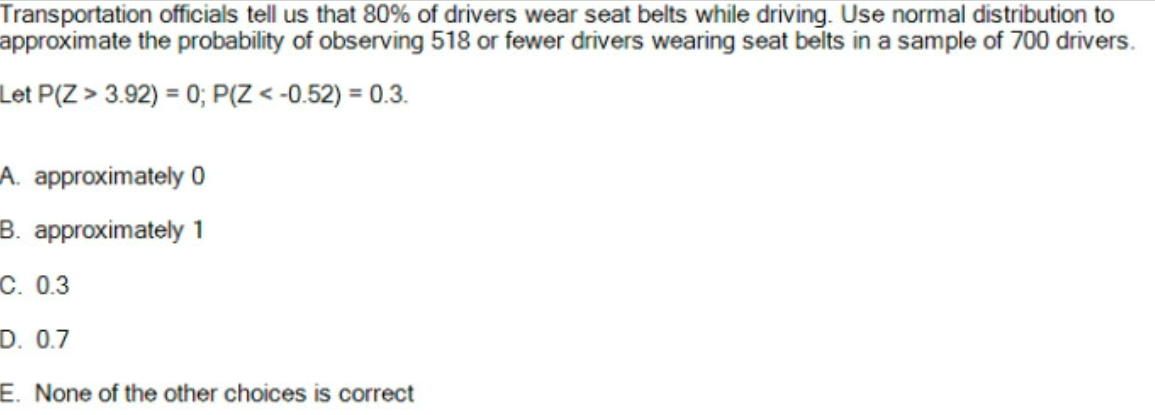 Transportation officials tell us that 80% of drivers wear seat belts while driving. Use normal distribution to
approximate the probability of observing 518 or fewer drivers wearing seat belts in a sample of 700 drivers.
Let P(Z > 3.92) = 0; P(Z < -0.52) = 0.3.
A. approximately 0
B. approximately 1
C. 0.3
D. 0.7
E. None of the other choices is correct